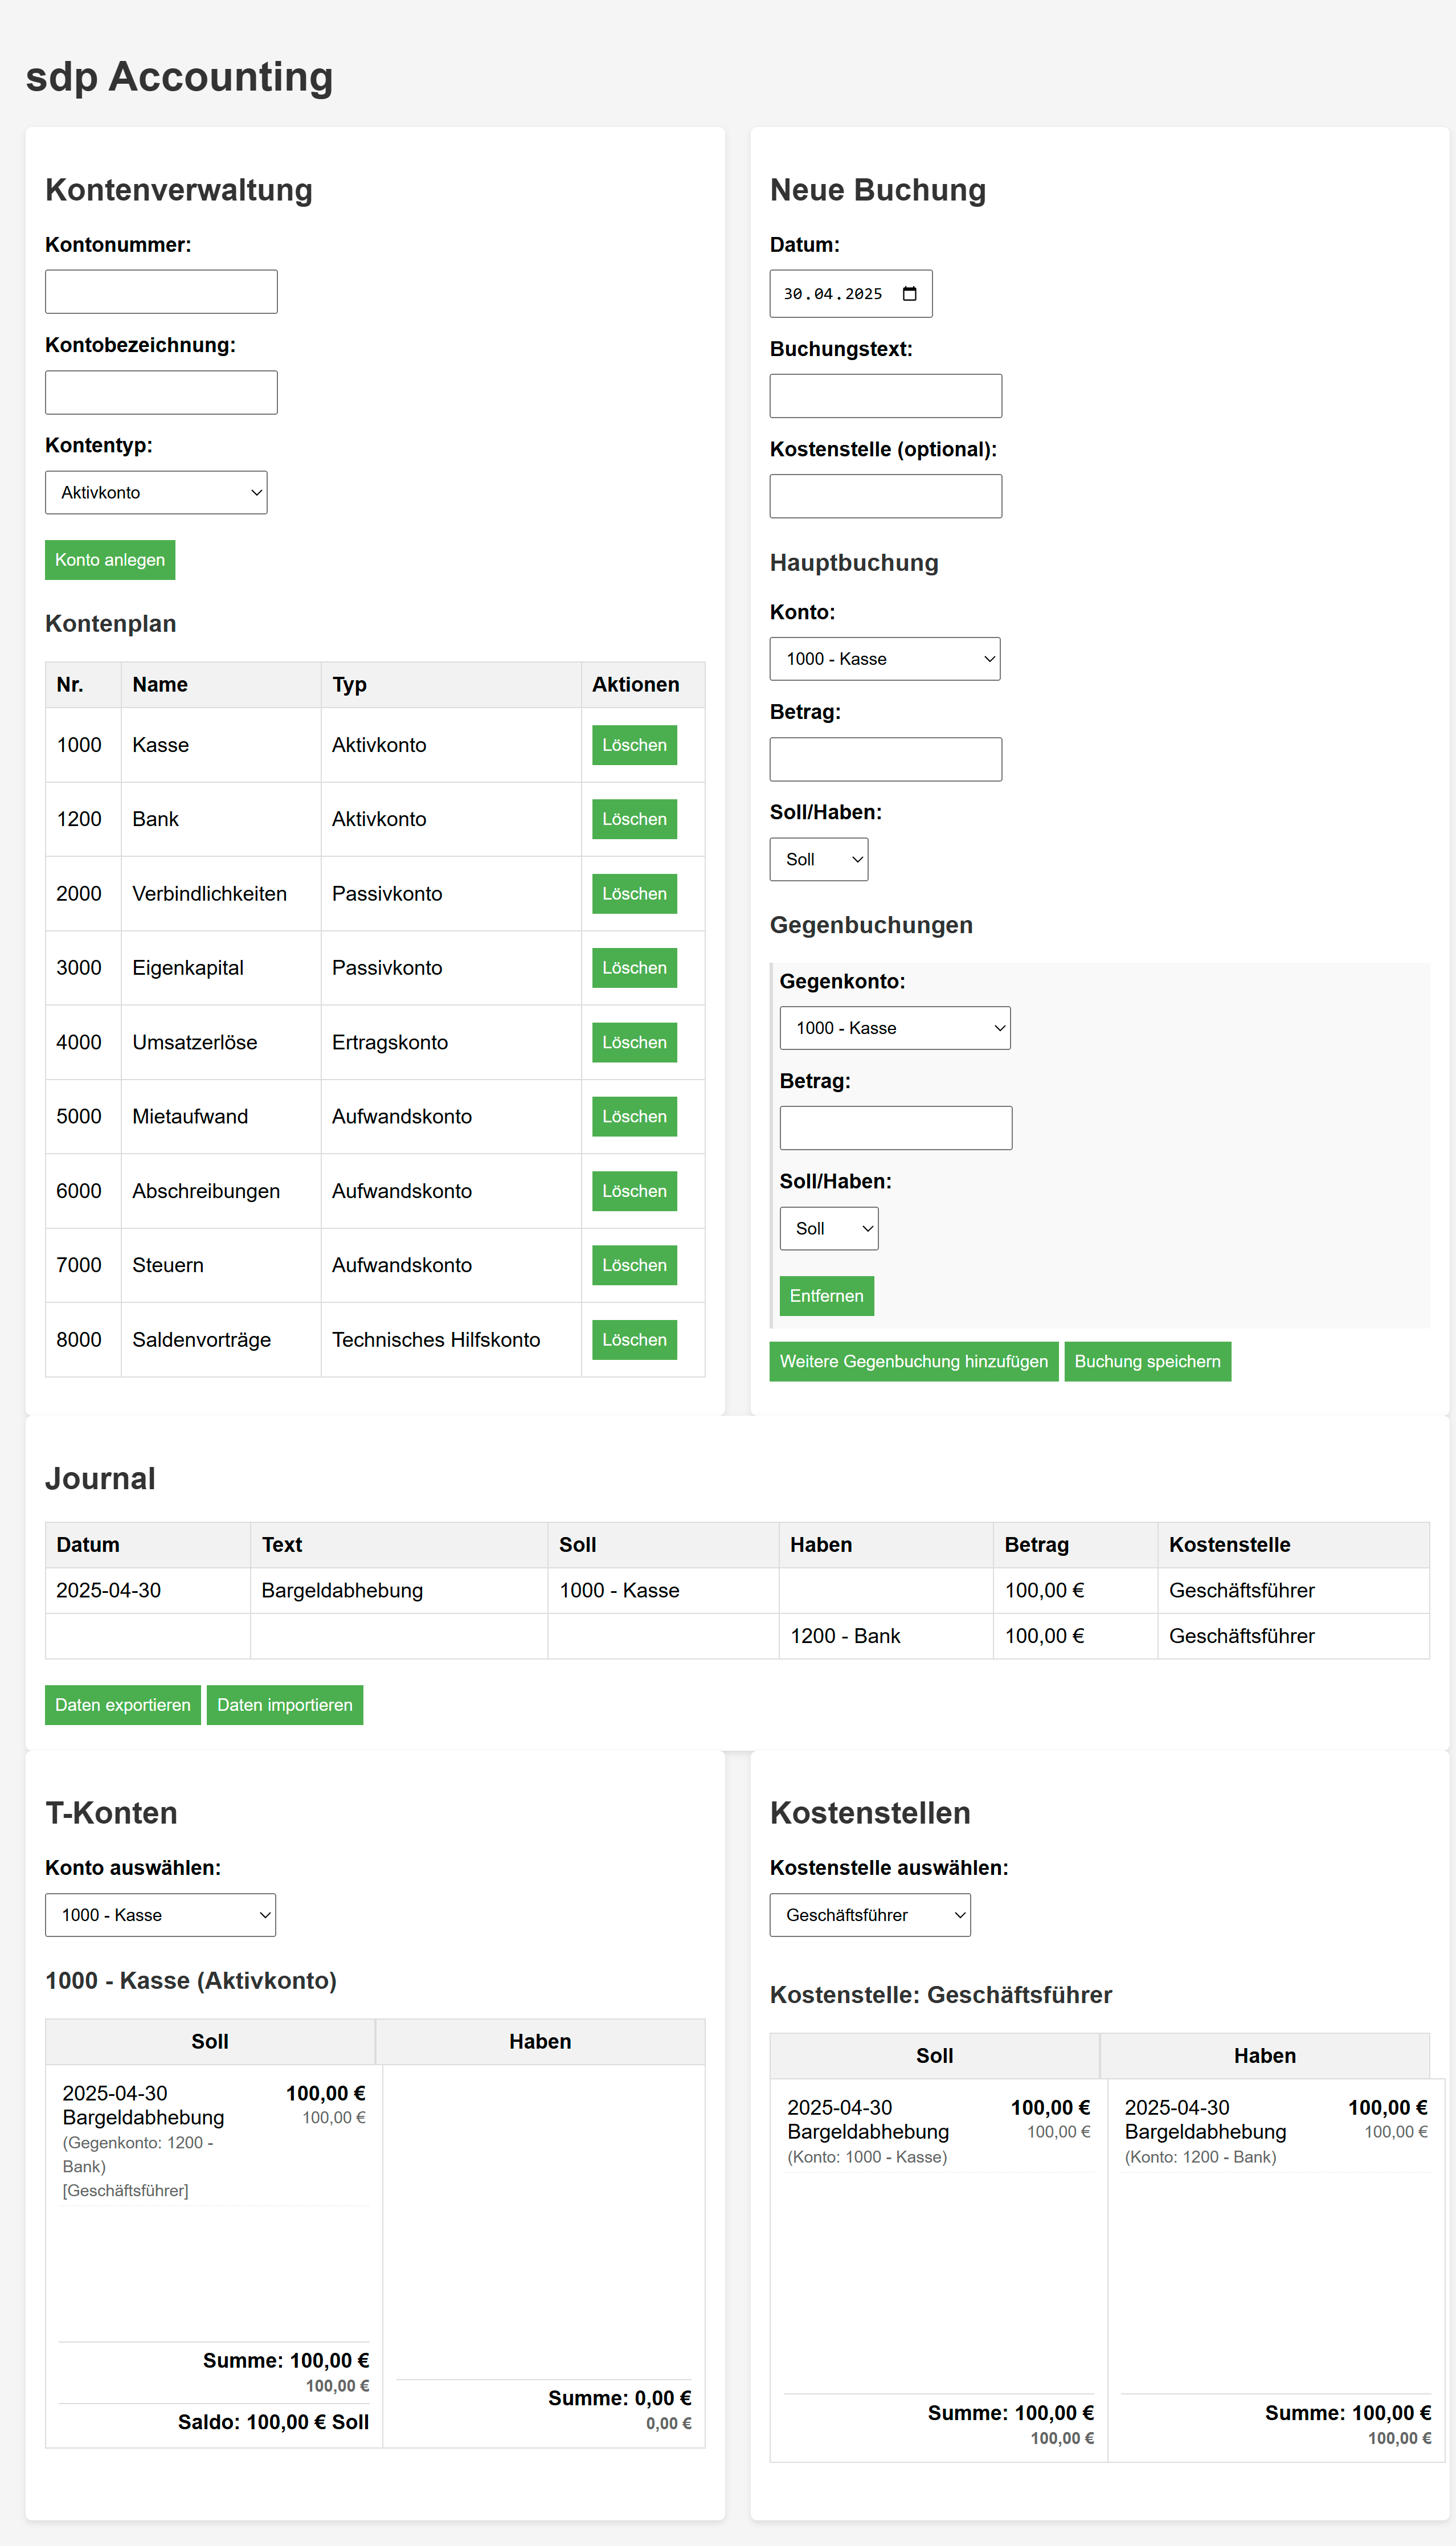 sdp Accounting
Kontenverwaltung
Kontonummer:
Kontobezeichnung:
Kontentyp:
Aktivkonto
Konto anlegen
Kontenplan
Nr. Name Typ Aktionen
1000 Kasse Aktivkonto Löschen
1200 Bank Aktivkonto Löschen
2000 Verbindlichkeiten Passivkonto Löschen
3000 Eigenkapital Passivkonto Löschen
4000 Umsatzerlöse Ertragskonto Löschen
5000 Mietaufwand Aufwandskonto Löschen
6000 Abschreibungen Aufwandskonto Löschen
7000 Steuern Aufwandskonto Löschen
8000 Saldenvorträge Technisches Hilfskonto Löschen
Neue Buchung
Datum:
30.04.2025
Buchungstext:
Kostenstelle (optional):
Hauptbuchung
Konto:
1000 - Kasse
Betrag:
Soll/Haben:
Soll
Gegenbuchungen
Gegenkonto:
1000 - Kasse
Betrag:
Soll/Haben:
Soll
Entfernen
Weitere Gegenbuchung hinzufügen Buchung speichern
Journal
Datum Text Soll Haben Betrag Kostenstelle
2025-04-30 Bargeldabhebung 1000 - Kasse 100,00 € Geschäftsführer
1200 - Bank 100,00 € Geschäftsführer
Daten exportieren Daten importieren
T-Konten
Konto auswählen:
1000 - Kasse
1000 - Kasse (Aktivkonto)
Soll Haben
2025-04-30 100,00 €
Bargeldabhebung 100,00 €
(Gegenkonto: 1200 -
Bank)
[Geschäftsführer]
Summe: 100,00 €
100,00 €
Saldo: 100,00 € Soll
Summe: 0,00 €
0,00 €
Kostenstellen
Kostenstelle auswählen:
Geschäftsführer
Kostenstelle: Geschäftsführer
Soll Haben
2025-04-30 100,00 €
Bargeldabhebung 100,00 €
(Konto: 1000 - Kasse)
Summe: 100,00 €
100,00 €
2025-04-30 100,00 €
Bargeldabhebung 100,00 €
(Konto: 1200 - Bank)
Summe: 100,00 €
100,00 €